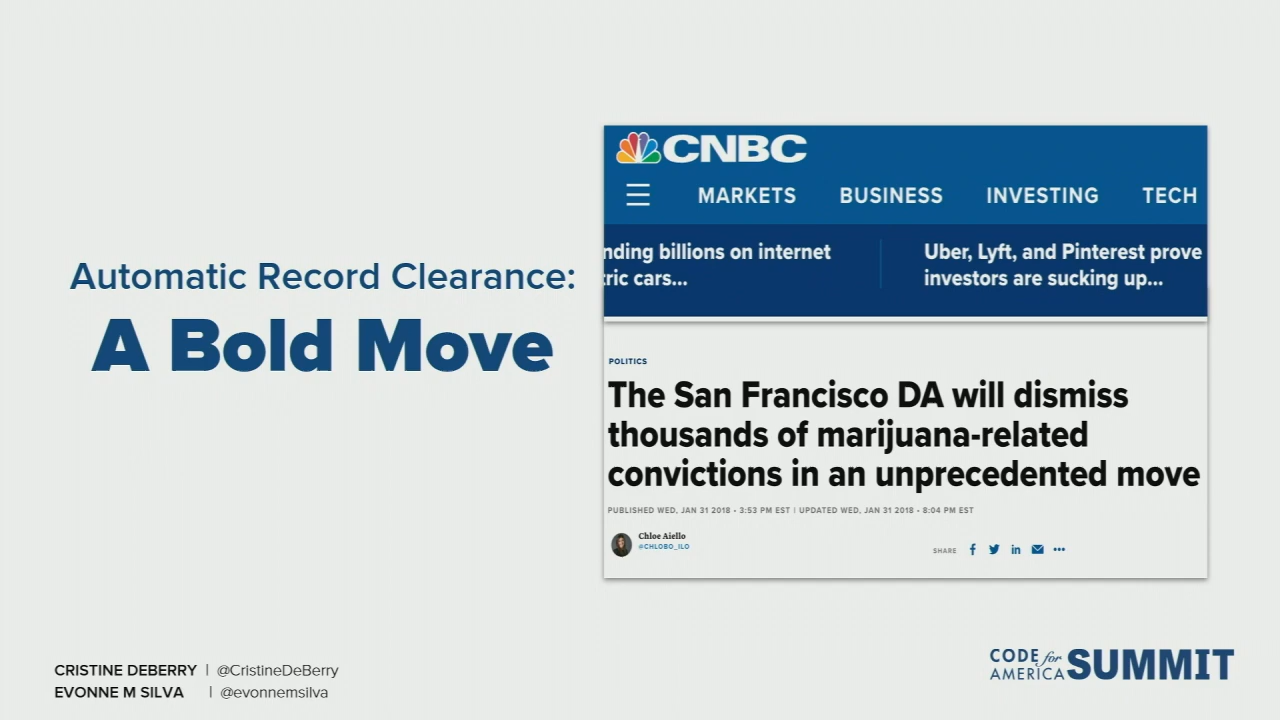 Automatic Record Clearance:
A Bold Move
CNBC
MARKETS BUSINESS INVESTING TECH
nding billions on internet
tric cars...
Uber, Lyft, and Pinterest prove
investors are sucking up...
POLITICS
The San Francisco DA will dismiss
thousands of marijuana-related
convictions in an unprecedented move
PUBLISHED WED, JAN 31 2018 • 3:53 PM EST | UPDATED WED, JAN 31 2018 • 8:04 PM EST
Chloe Aiello
@CHLOBO_ILO
SHARE
CRISTINE DEBERRY | @CristineDeBerry
EVONNE M SILVA | @evonnemsilva
CODE for
AMERICA SUMMIT